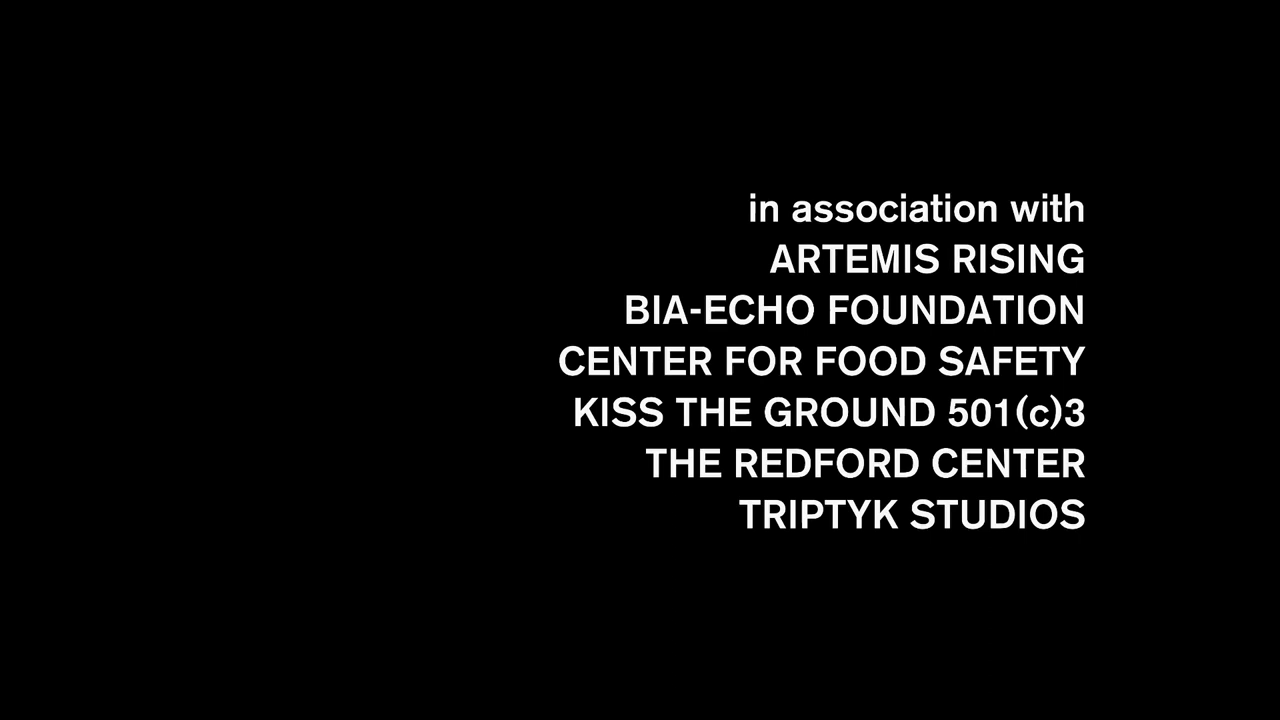 in association with
ARTEMIS RISING
BIA-ECHO FOUNDATION
CENTER FOR FOOD SAFETY
KISS THE GROUND 501(c)3
THE REDFORD CENTER
TRIPTYK STUDIOS